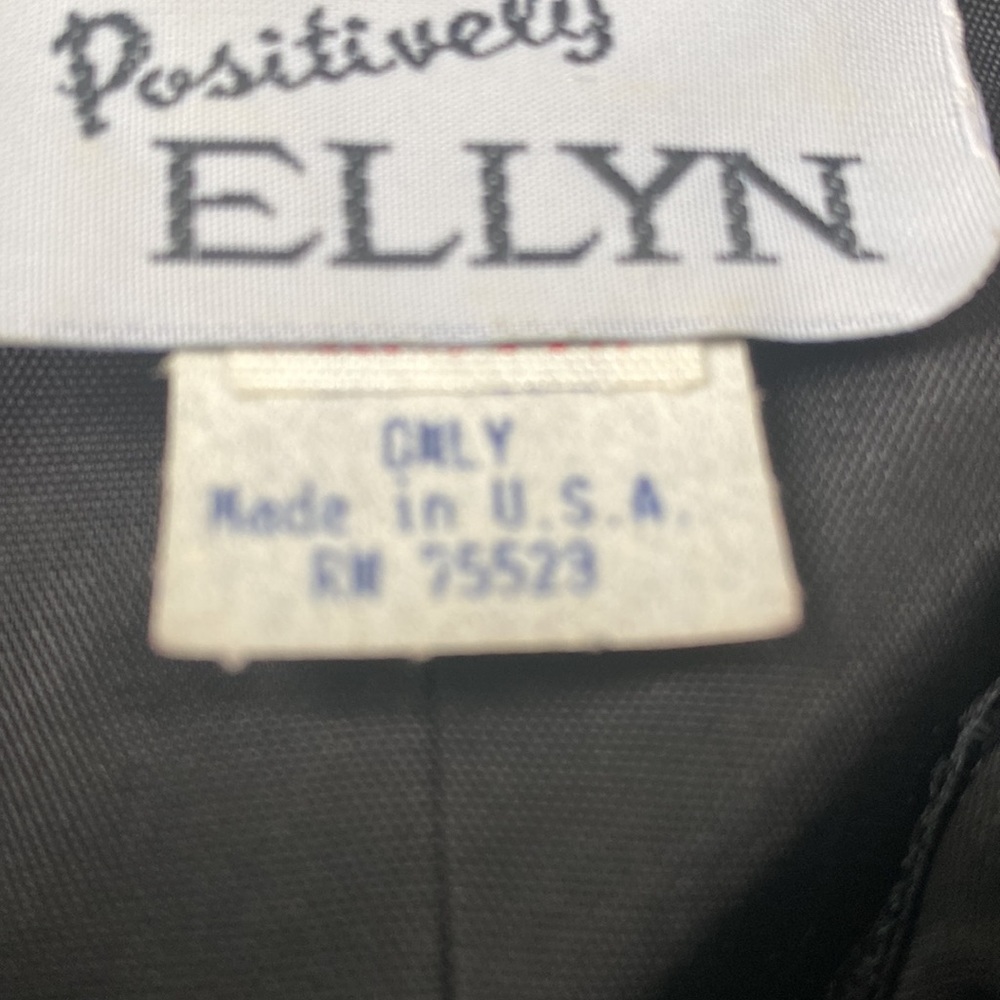 Positively
ELLYN
ONLY
Made in U.S.A.
RN 75523